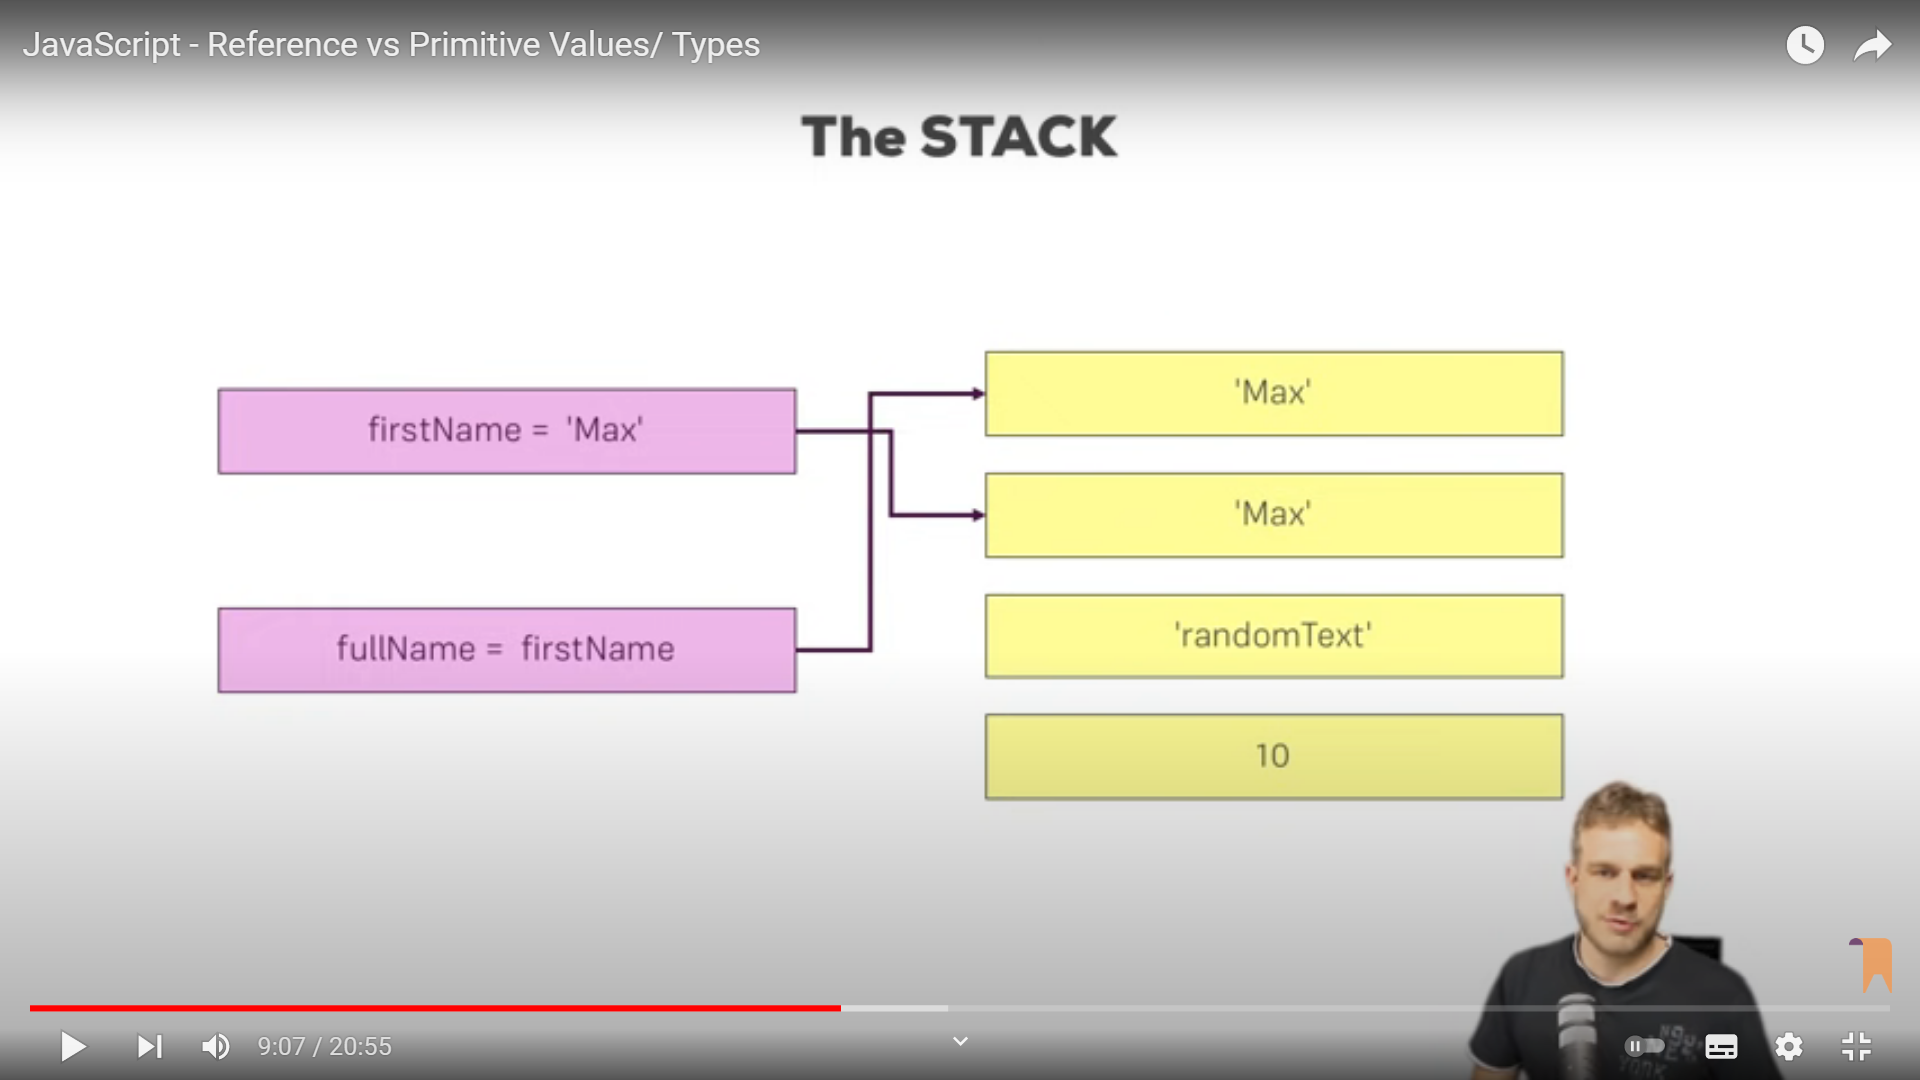 JavaScript - Reference vs Primitive Values/ Types
The STACK
firstName = 'Max'
fullName = firstName
'Max'
'Max'
'randomText'
10
9:07 / 20:55